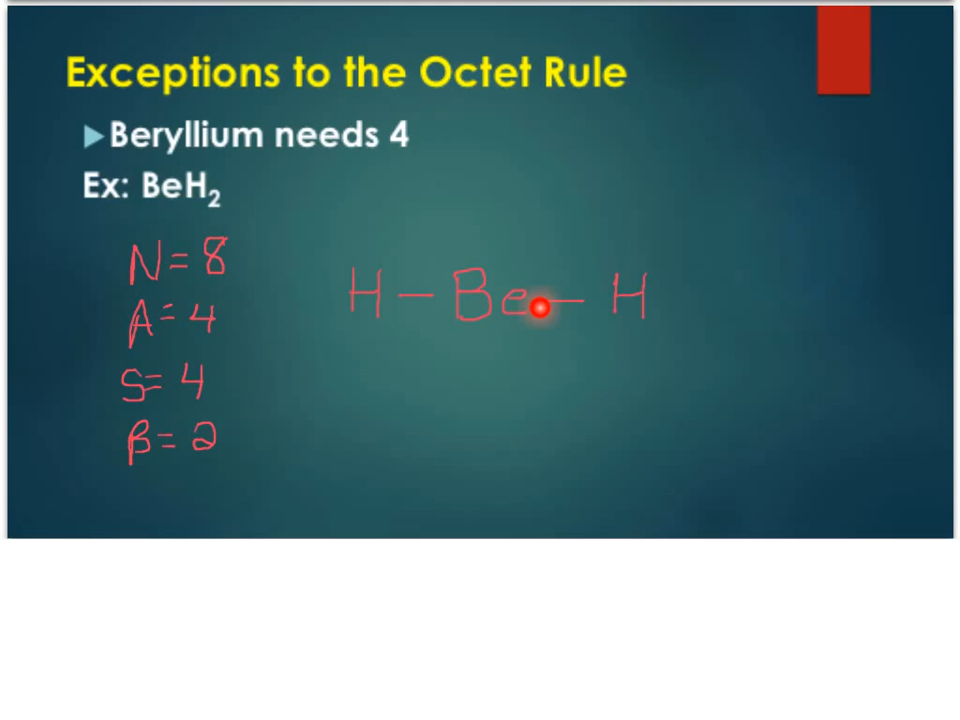 Exceptions to the Octet Rule
Beryllium needs 4
Ex: BeH₂
N = 8
A = 4
S = 4
B = 2
H — Be — H